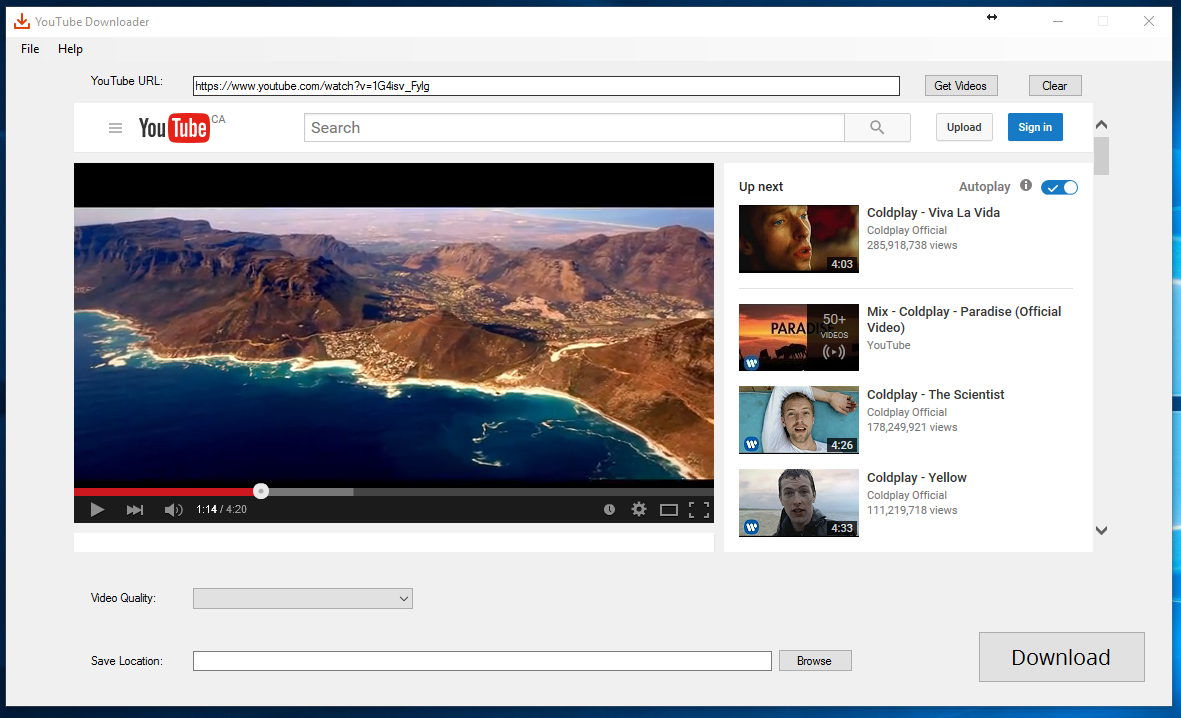 YouTube Downloader
File Help
YouTube URL: https://www.youtube.com/watch?v=1G4isv_Fylg Get Videos Clear
YouTube CA Search Upload Sign in
Up next Autoplay
Coldplay - Viva La Vida
Coldplay Official
285,918,738 views
4:03
Mix - Coldplay - Paradise (Official
Video)
YouTube
PARADISE
50+
VIDEOS
Coldplay - The Scientist
Coldplay Official
178,249,921 views
4:26
Coldplay - Yellow
Coldplay Official
111,219,718 views
4:33
1:14 / 4:20
Video Quality:
Save Location: Browse
Download